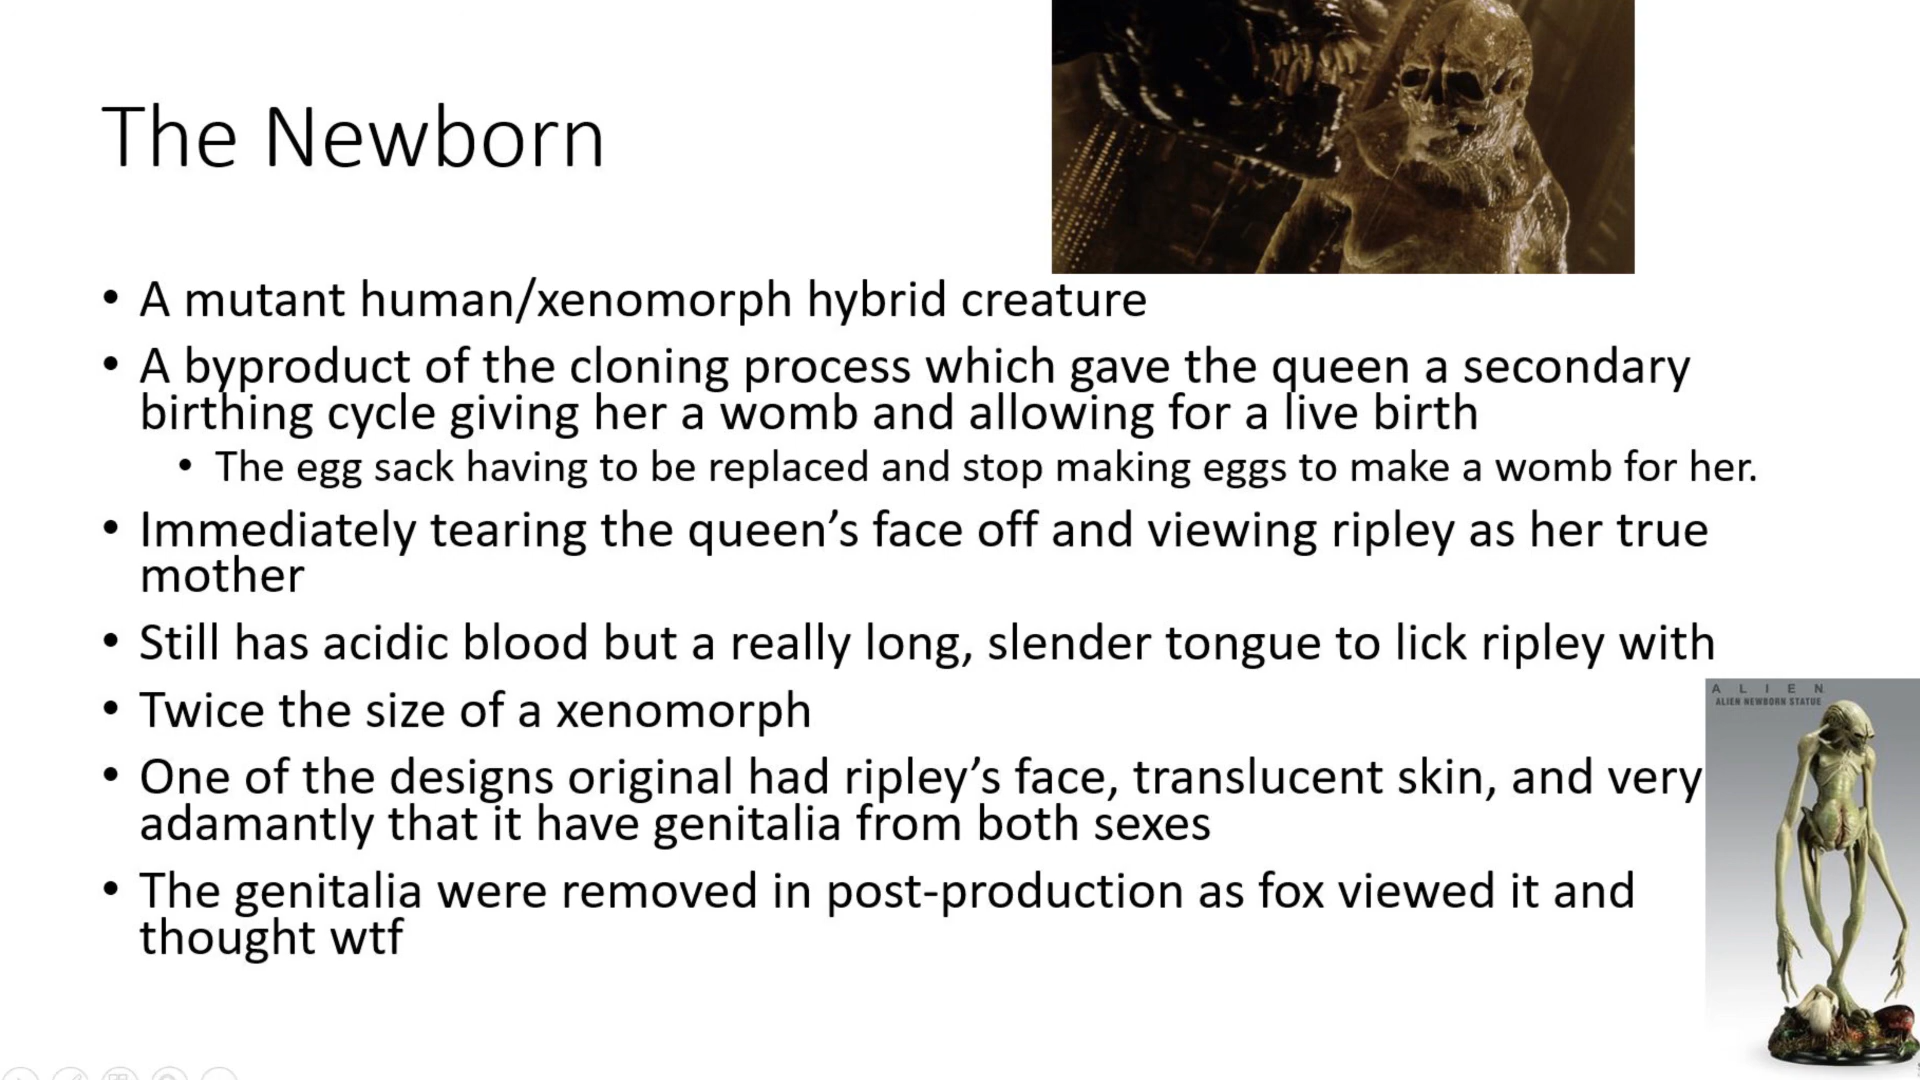 The Newborn
• A mutant human/xenomorph hybrid creature
• A byproduct of the cloning process which gave the queen a secondary
birthing cycle giving her a womb and allowing for a live birth
• The egg sack having to be replaced and stop making eggs to make a womb for her.
• Immediately tearing the queen’s face off and viewing ripley as her true
mother
• Still has acidic blood but a really long, slender tongue to lick ripley with
• Twice the size of a xenomorph
• One of the designs original had ripley’s face, translucent skin, and very
adamantly that it have genitalia from both sexes
• The genitalia were removed in post-production as fox viewed it and
thought wtf
A L I E N
ALIEN NEWBORN STATUE